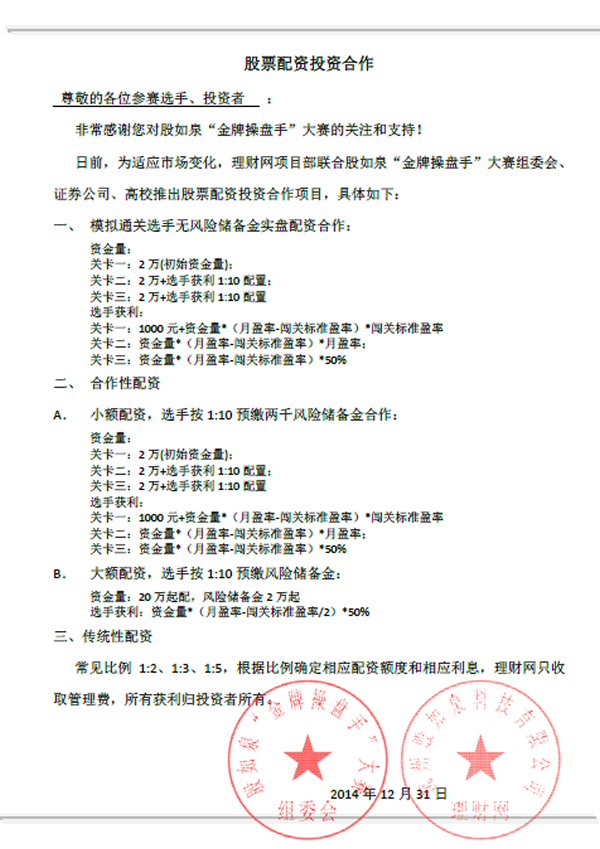 股票配资投资合作
尊敬的各位参赛选手、投资者 ：
非常感谢您对股如泉“金牌操盘手”大赛的关注和支持！
日前，为适应市场变化，理财网项目部联合股如泉“金牌操盘手”大赛组委会、
证券公司、高校推出股票配资投资合作项目，具体如下：
一、 模拟通关选手无风险储备金实盘配资合作：
资金量：
关卡一：2 万(初始资金量)；
关卡二：2 万+选手获利 1:10 配置；
关卡三：2 万+选手获利 1:10 配置
选手获利：
关卡一：1000 元+资金量*（月盈率-闯关标准盈率）*闯关标准盈率
关卡二：资金量*（月盈率-闯关标准盈率）*月盈率；
关卡三：资金量*（月盈率-闯关标准盈率）*50%
二、 合作性配资
A. 小额配资，选手按 1:10 预缴两千风险储备金合作：
资金量：
关卡一：2 万(初始资金量)；
关卡二：2 万+选手获利 1:10 配置；
关卡三：2 万+选手获利 1:10 配置
选手获利：
关卡一：1000 元+资金量*（月盈率-闯关标准盈率）*闯关标准盈率
关卡二：资金量*（月盈率-闯关标准盈率）*月盈率；
关卡三：资金量*（月盈率-闯关标准盈率）*50%
B. 大额配资，选手按 1:10 预缴风险储备金：
资金量：20 万起配，风险储备金 2 万起
选手获利：资金量*（月盈率-闯关标准盈率/2）*50%
三、传统性配资
常见比例 1:2、1:3、1:5，根据比例确定相应配资额度和相应利息，理财网只收
取管理费，所有获利归投资者所有。
股如泉“金牌操盘手”大赛
组委会
州股如泉科技有限公司
理财网
2014 年 12 月 31 日